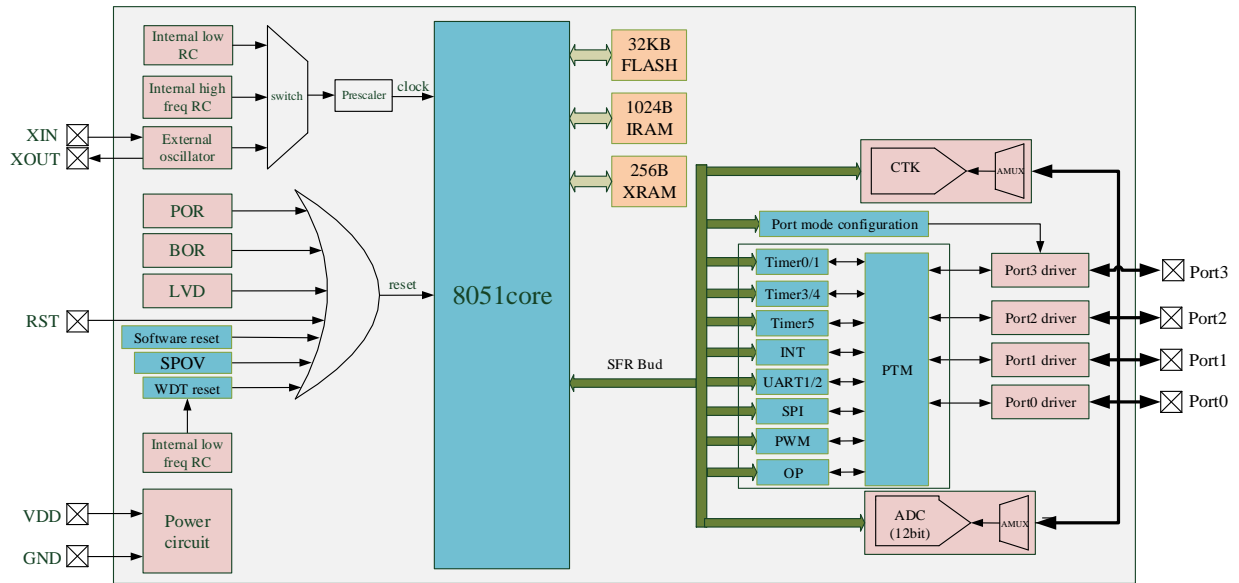 Internal low
RC
Internal high
freq RC
External
oscillator
XIN
XOUT
switch
Prescaler
clock
POR
BOR
LVD
RST
Software reset
SPOV
WDT reset
Internal low
freq RC
reset
VDD
GND
Power
circuit
8051core
32KB
FLASH
1024B
IRAM
256B
XRAM
SFR Bud
CTK
AMUX
Port mode configuration
Timer0/1
Timer3/4
Timer5
INT
UART1/2
SPI
PWM
OP
PTM
Port3 driver
Port2 driver
Port1 driver
Port0 driver
Port3
Port2
Port1
Port0
ADC
(12bit)
AMUX